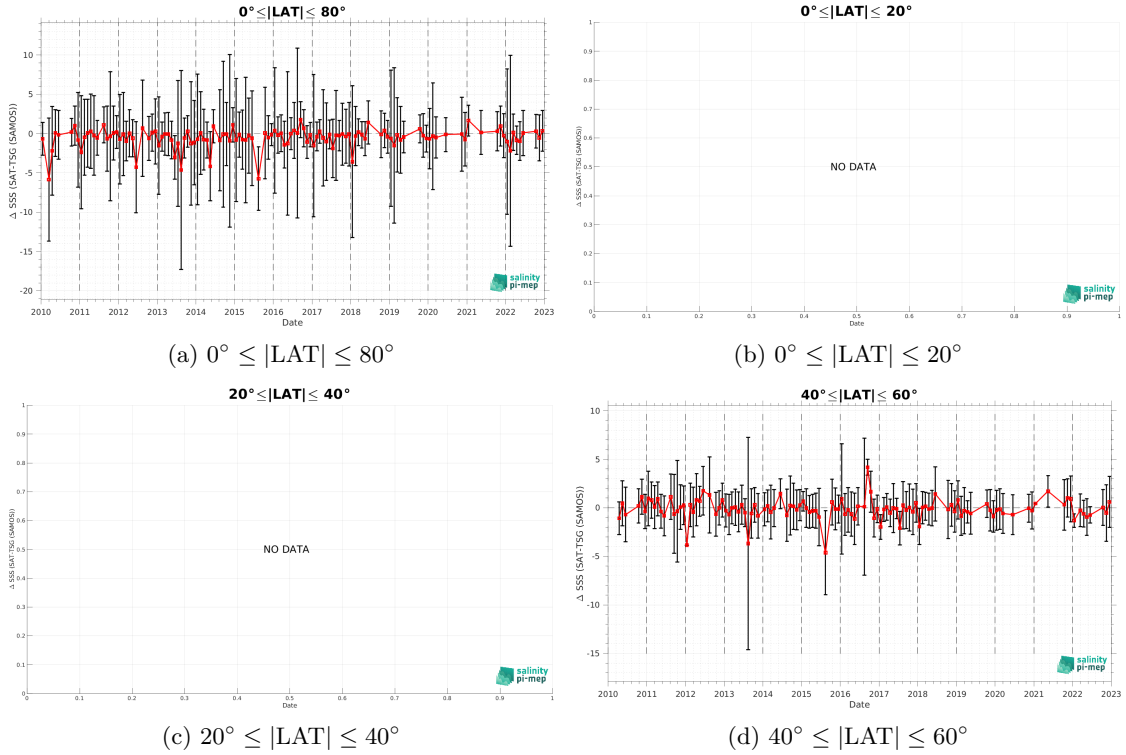 0°≤|LAT|≤ 80°
10
5
0
-5
-10
-15
-20
Δ SSS (SAT-TSG (SAMOS))
2010 2011 2012 2013 2014 2015 2016 2017 2018 2019 2020 2021 2022 2023
Date
salinity
pi-mep
(a) 0° ≤ |LAT| ≤ 80°
0°≤|LAT|≤ 20°
1
0.9
0.8
0.7
0.6
0.5
0.4
0.3
0.2
0.1
0
Δ SSS (SAT-TSG (SAMOS))
NO DATA
0 0.1 0.2 0.3 0.4 0.5 0.6 0.7 0.8 0.9 1
Date
salinity
pi-mep
(b) 0° ≤ |LAT| ≤ 20°
20°≤|LAT|≤ 40°
1
0.9
0.8
0.7
0.6
0.5
0.4
0.3
0.2
0.1
0
Δ SSS (SAT-TSG (SAMOS))
NO DATA
0 0.1 0.2 0.3 0.4 0.5 0.6 0.7 0.8 0.9 1
Date
salinity
pi-mep
(c) 20° ≤ |LAT| ≤ 40°
40°≤|LAT|≤ 60°
10
5
0
-5
-10
-15
Δ SSS (SAT-TSG (SAMOS))
2010 2011 2012 2013 2014 2015 2016 2017 2018 2019 2020 2021 2022 2023
Date
salinity
pi-mep
(d) 40° ≤ |LAT| ≤ 60°